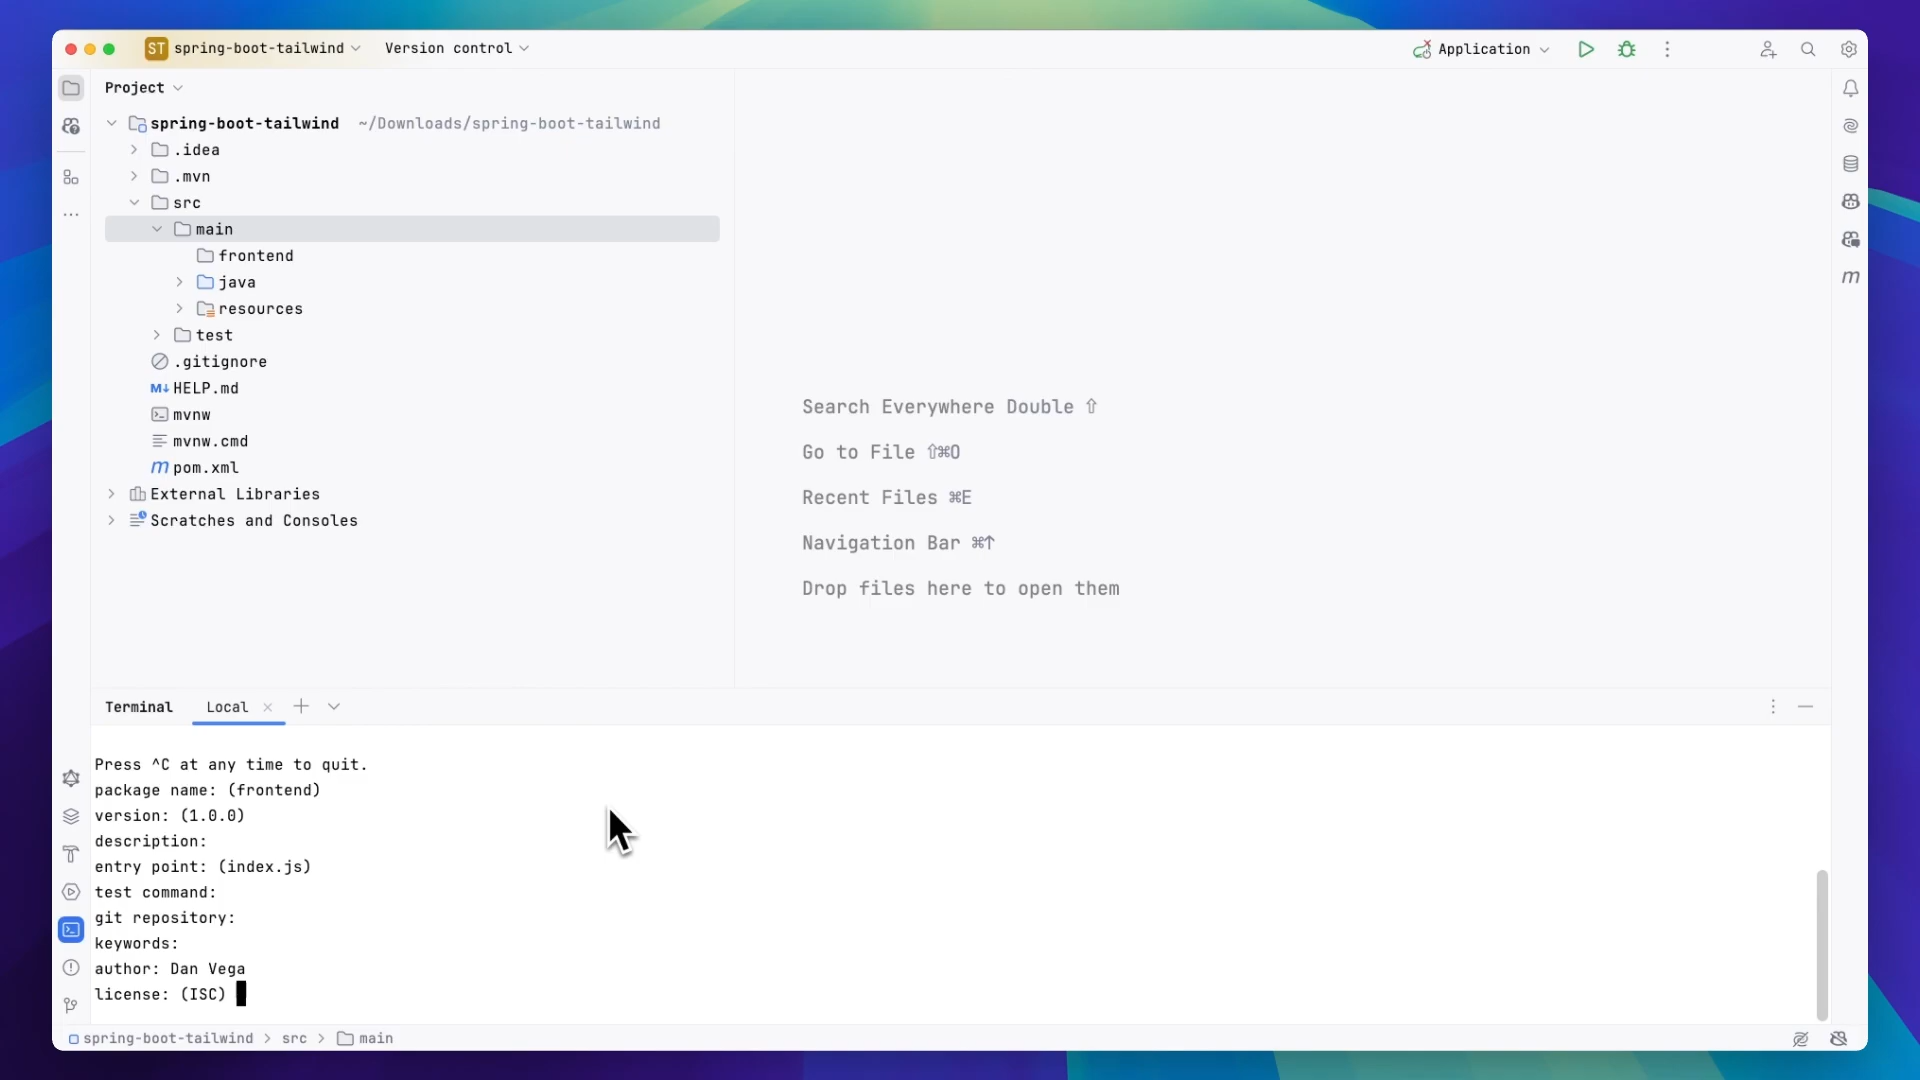 ST spring-boot-tailwind Version control Application
Project
spring-boot-tailwind ~/Downloads/spring-boot-tailwind
.idea
.mvn
src
main
frontend
java
resources
test
.gitignore
M↓ HELP.md
mvnw
mvnw.cmd
m pom.xml
External Libraries
Scratches and Consoles
Search Everywhere Double ⇧
Go to File ⇧⌘O
Recent Files ⌘E
Navigation Bar ⌘↑
Drop files here to open them
m
Terminal Local
Press ^C at any time to quit.
package name: (frontend)
version: (1.0.0)
description:
entry point: (index.js)
test command:
git repository:
keywords:
author: Dan Vega
license: (ISC)
spring-boot-tailwind > src > main